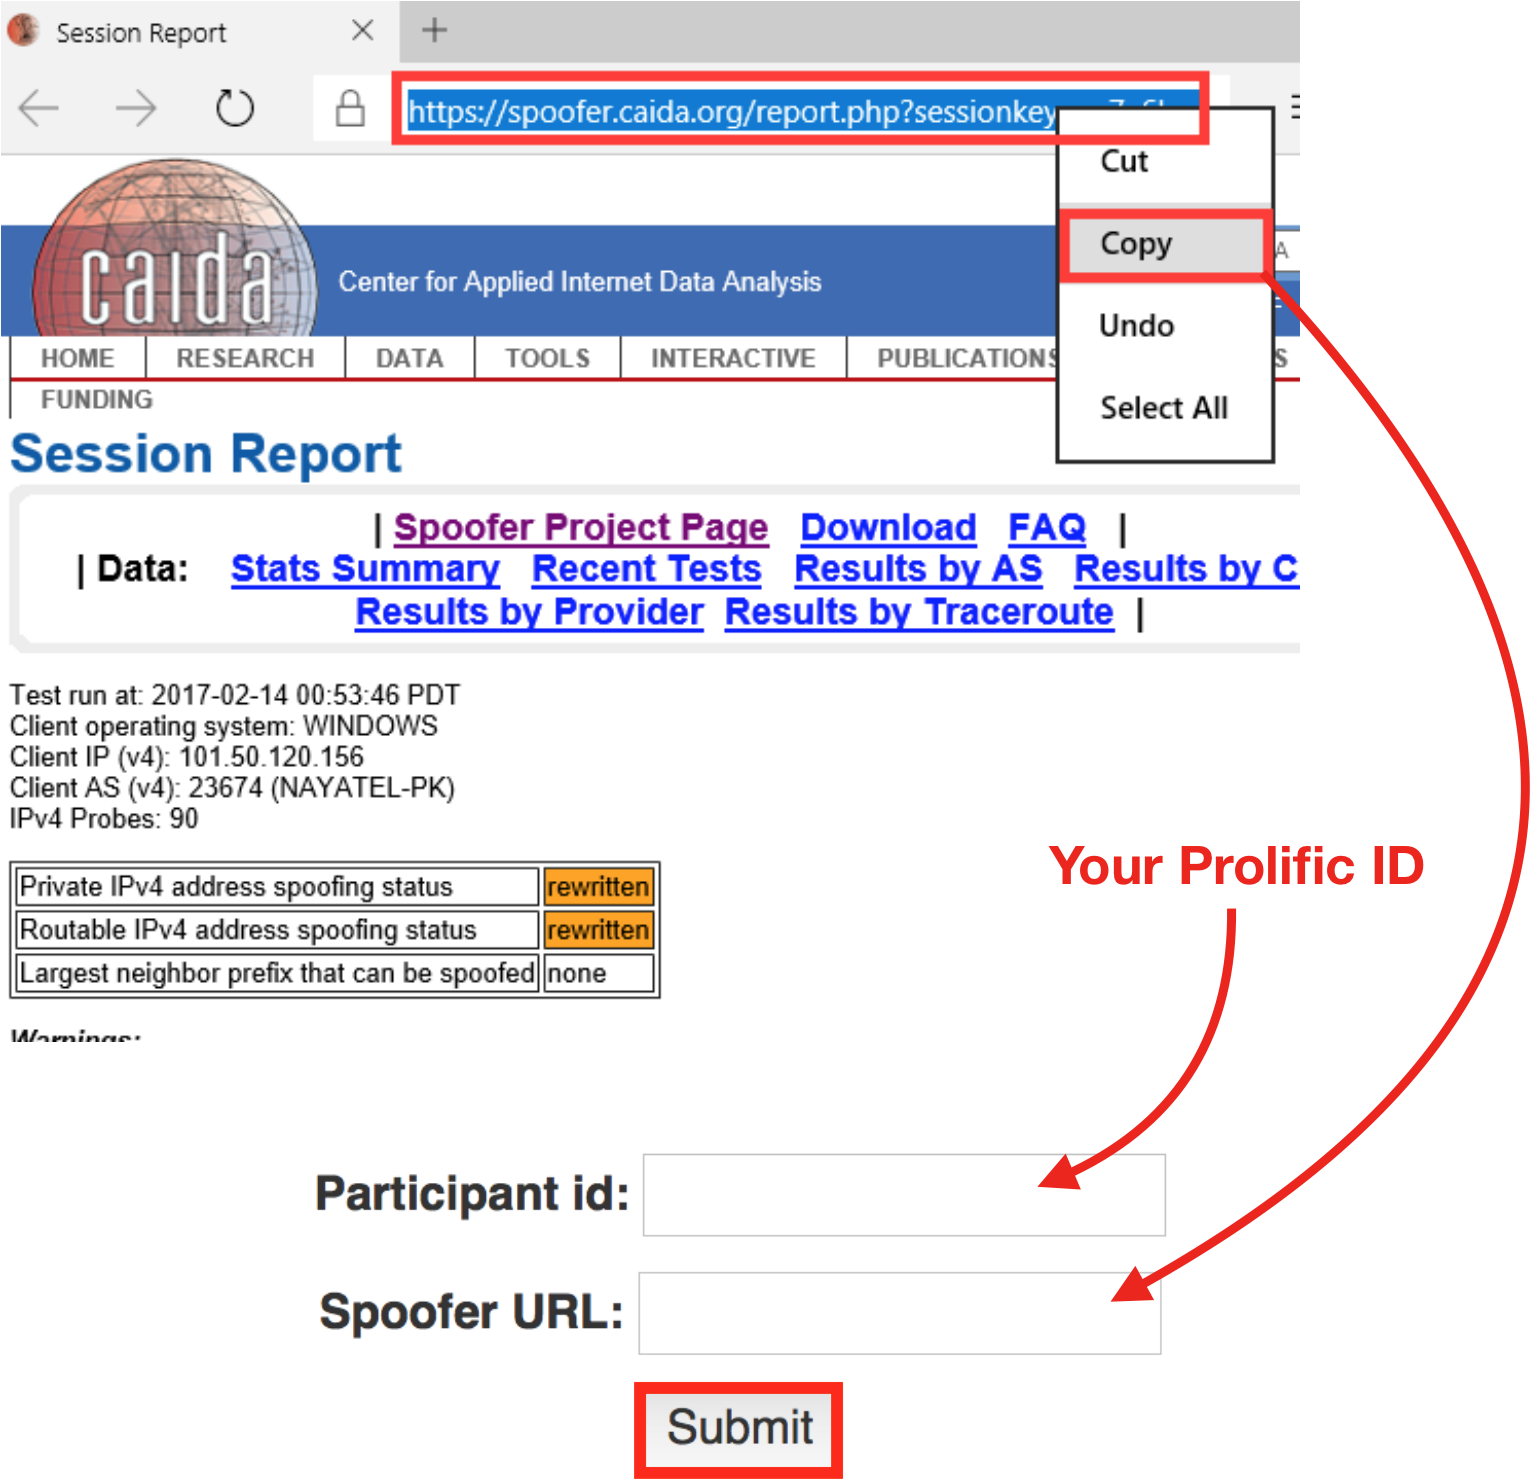 Session Report
https://spoofer.caida.org/report.php?sessionkey
Cut
Copy
Undo
Select All
caida
Center for Applied Internet Data Analysis
HOME RESEARCH DATA TOOLS INTERACTIVE PUBLICATIONS
FUNDING
Session Report
| Spoofer Project Page Download FAQ |
| Data: Stats Summary Recent Tests Results by AS Results by C
Results by Provider Results by Traceroute |
Test run at: 2017-02-14 00:53:46 PDT
Client operating system: WINDOWS
Client IP (v4): 101.50.120.156
Client AS (v4): 23674 (NAYATEL-PK)
IPv4 Probes: 90
Private IPv4 address spoofing status rewritten
Routable IPv4 address spoofing status rewritten
Largest neighbor prefix that can be spoofed none
Warnings:
Your Prolific ID
Participant id:
Spoofer URL:
Submit